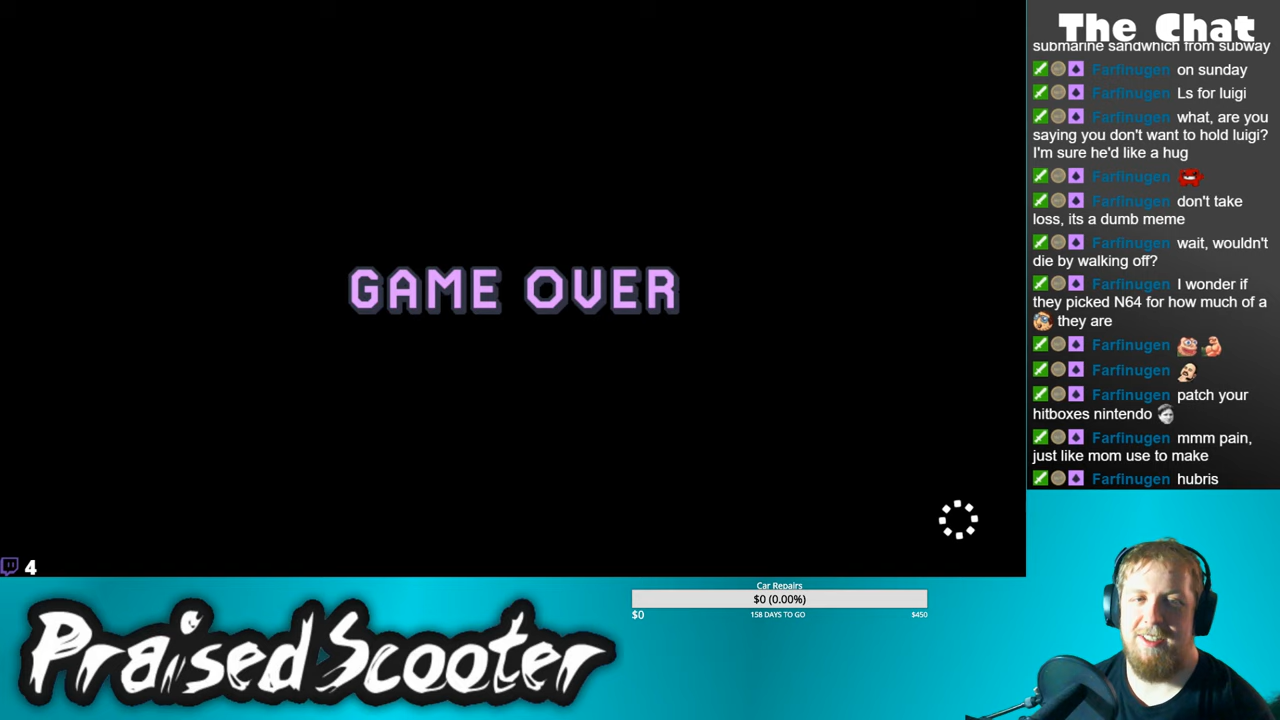 The Chat
submarine sandwhich from subway
Farfinugen on sunday
Farfinugen Ls for luigi
Farfinugen what, are you
saying you don't want to hold luigi?
I'm sure he'd like a hug
Farfinugen
Farfinugen don't take
loss, its a dumb meme
Farfinugen wait, wouldn't
die by walking off?
Farfinugen I wonder if
they picked N64 for how much of a
they are
Farfinugen
Farfinugen
Farfinugen patch your
hitboxes nintendo
Farfinugen mmm pain,
just like mom use to make
Farfinugen hubris
GAME OVER
4
Car Repairs
$0 (0.00%)
$0 158 DAYS TO GO $450
PraisedScooter